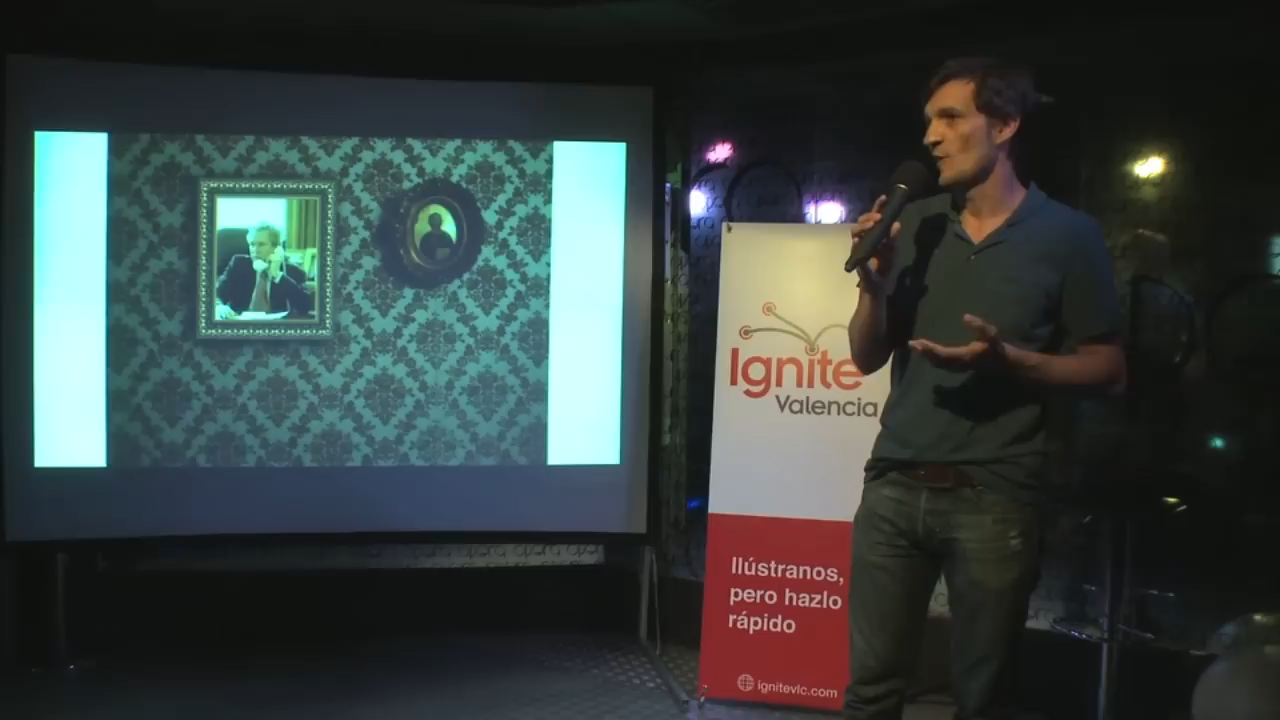 Ignite
Valencia
Ilústranos,
pero hazlo
rápido
ignitevlc.com